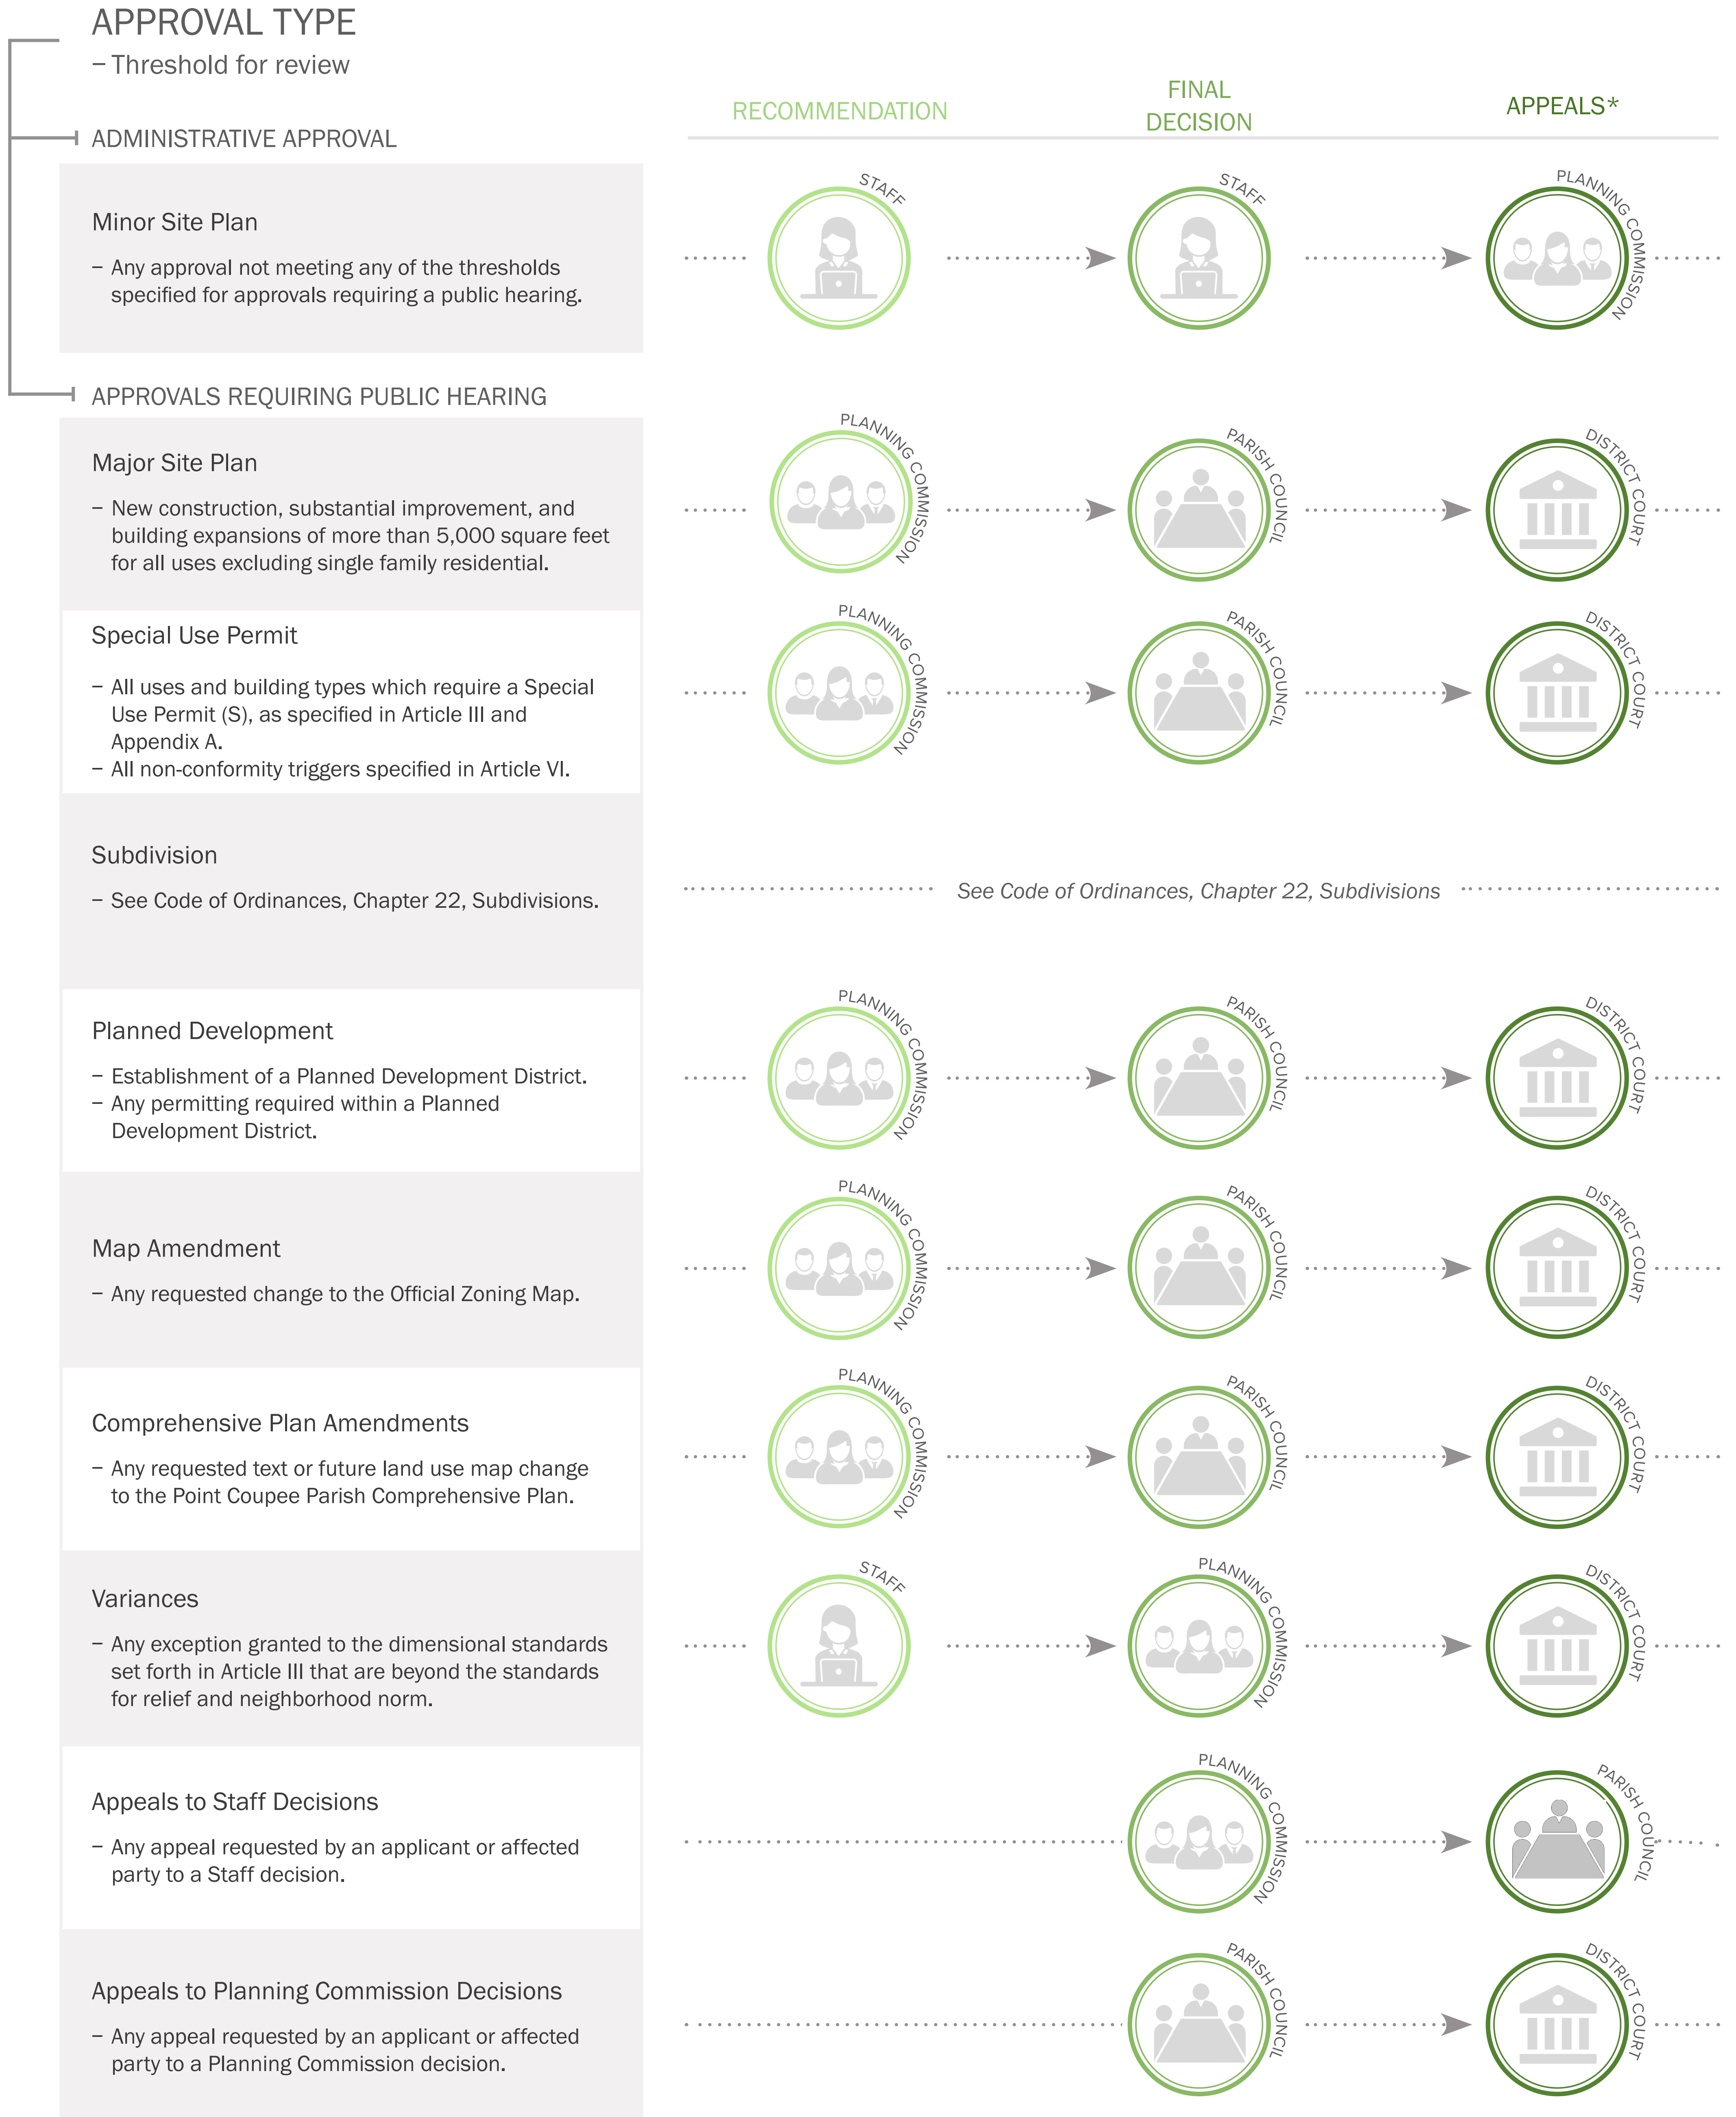 APPROVAL TYPE
– Threshold for review
RECOMMENDATION
FINAL
DECISION
APPEALS*
ADMINISTRATIVE APPROVAL
Minor Site Plan
– Any approval not meeting any of the thresholds
specified for approvals requiring a public hearing.
STAFF
STAFF
PLANNING COMMISSION
APPROVALS REQUIRING PUBLIC HEARING
Major Site Plan
– New construction, substantial improvement, and
building expansions of more than 5,000 square feet
for all uses excluding single family residential.
PLANNING COMMISSION
PARISH COUNCIL
DISTRICT COURT
Special Use Permit
– All uses and building types which require a Special
Use Permit (S), as specified in Article III and
Appendix A.
– All non-conformity triggers specified in Article VI.
PLANNING COMMISSION
PARISH COUNCIL
DISTRICT COURT
Subdivision
– See Code of Ordinances, Chapter 22, Subdivisions.
See Code of Ordinances, Chapter 22, Subdivisions
Planned Development
– Establishment of a Planned Development District.
– Any permitting required within a Planned
Development District.
PLANNING COMMISSION
PARISH COUNCIL
DISTRICT COURT
Map Amendment
– Any requested change to the Official Zoning Map.
PLANNING COMMISSION
PARISH COUNCIL
DISTRICT COURT
Comprehensive Plan Amendments
– Any requested text or future land use map change
to the Point Coupee Parish Comprehensive Plan.
PLANNING COMMISSION
PARISH COUNCIL
DISTRICT COURT
Variances
– Any exception granted to the dimensional standards
set forth in Article III that are beyond the standards
for relief and neighborhood norm.
STAFF
PLANNING COMMISSION
DISTRICT COURT
Appeals to Staff Decisions
– Any appeal requested by an applicant or affected
party to a Staff decision.
PLANNING COMMISSION
PARISH COUNCIL
Appeals to Planning Commission Decisions
– Any appeal requested by an applicant or affected
party to a Planning Commission decision.
PARISH COUNCIL
DISTRICT COURT